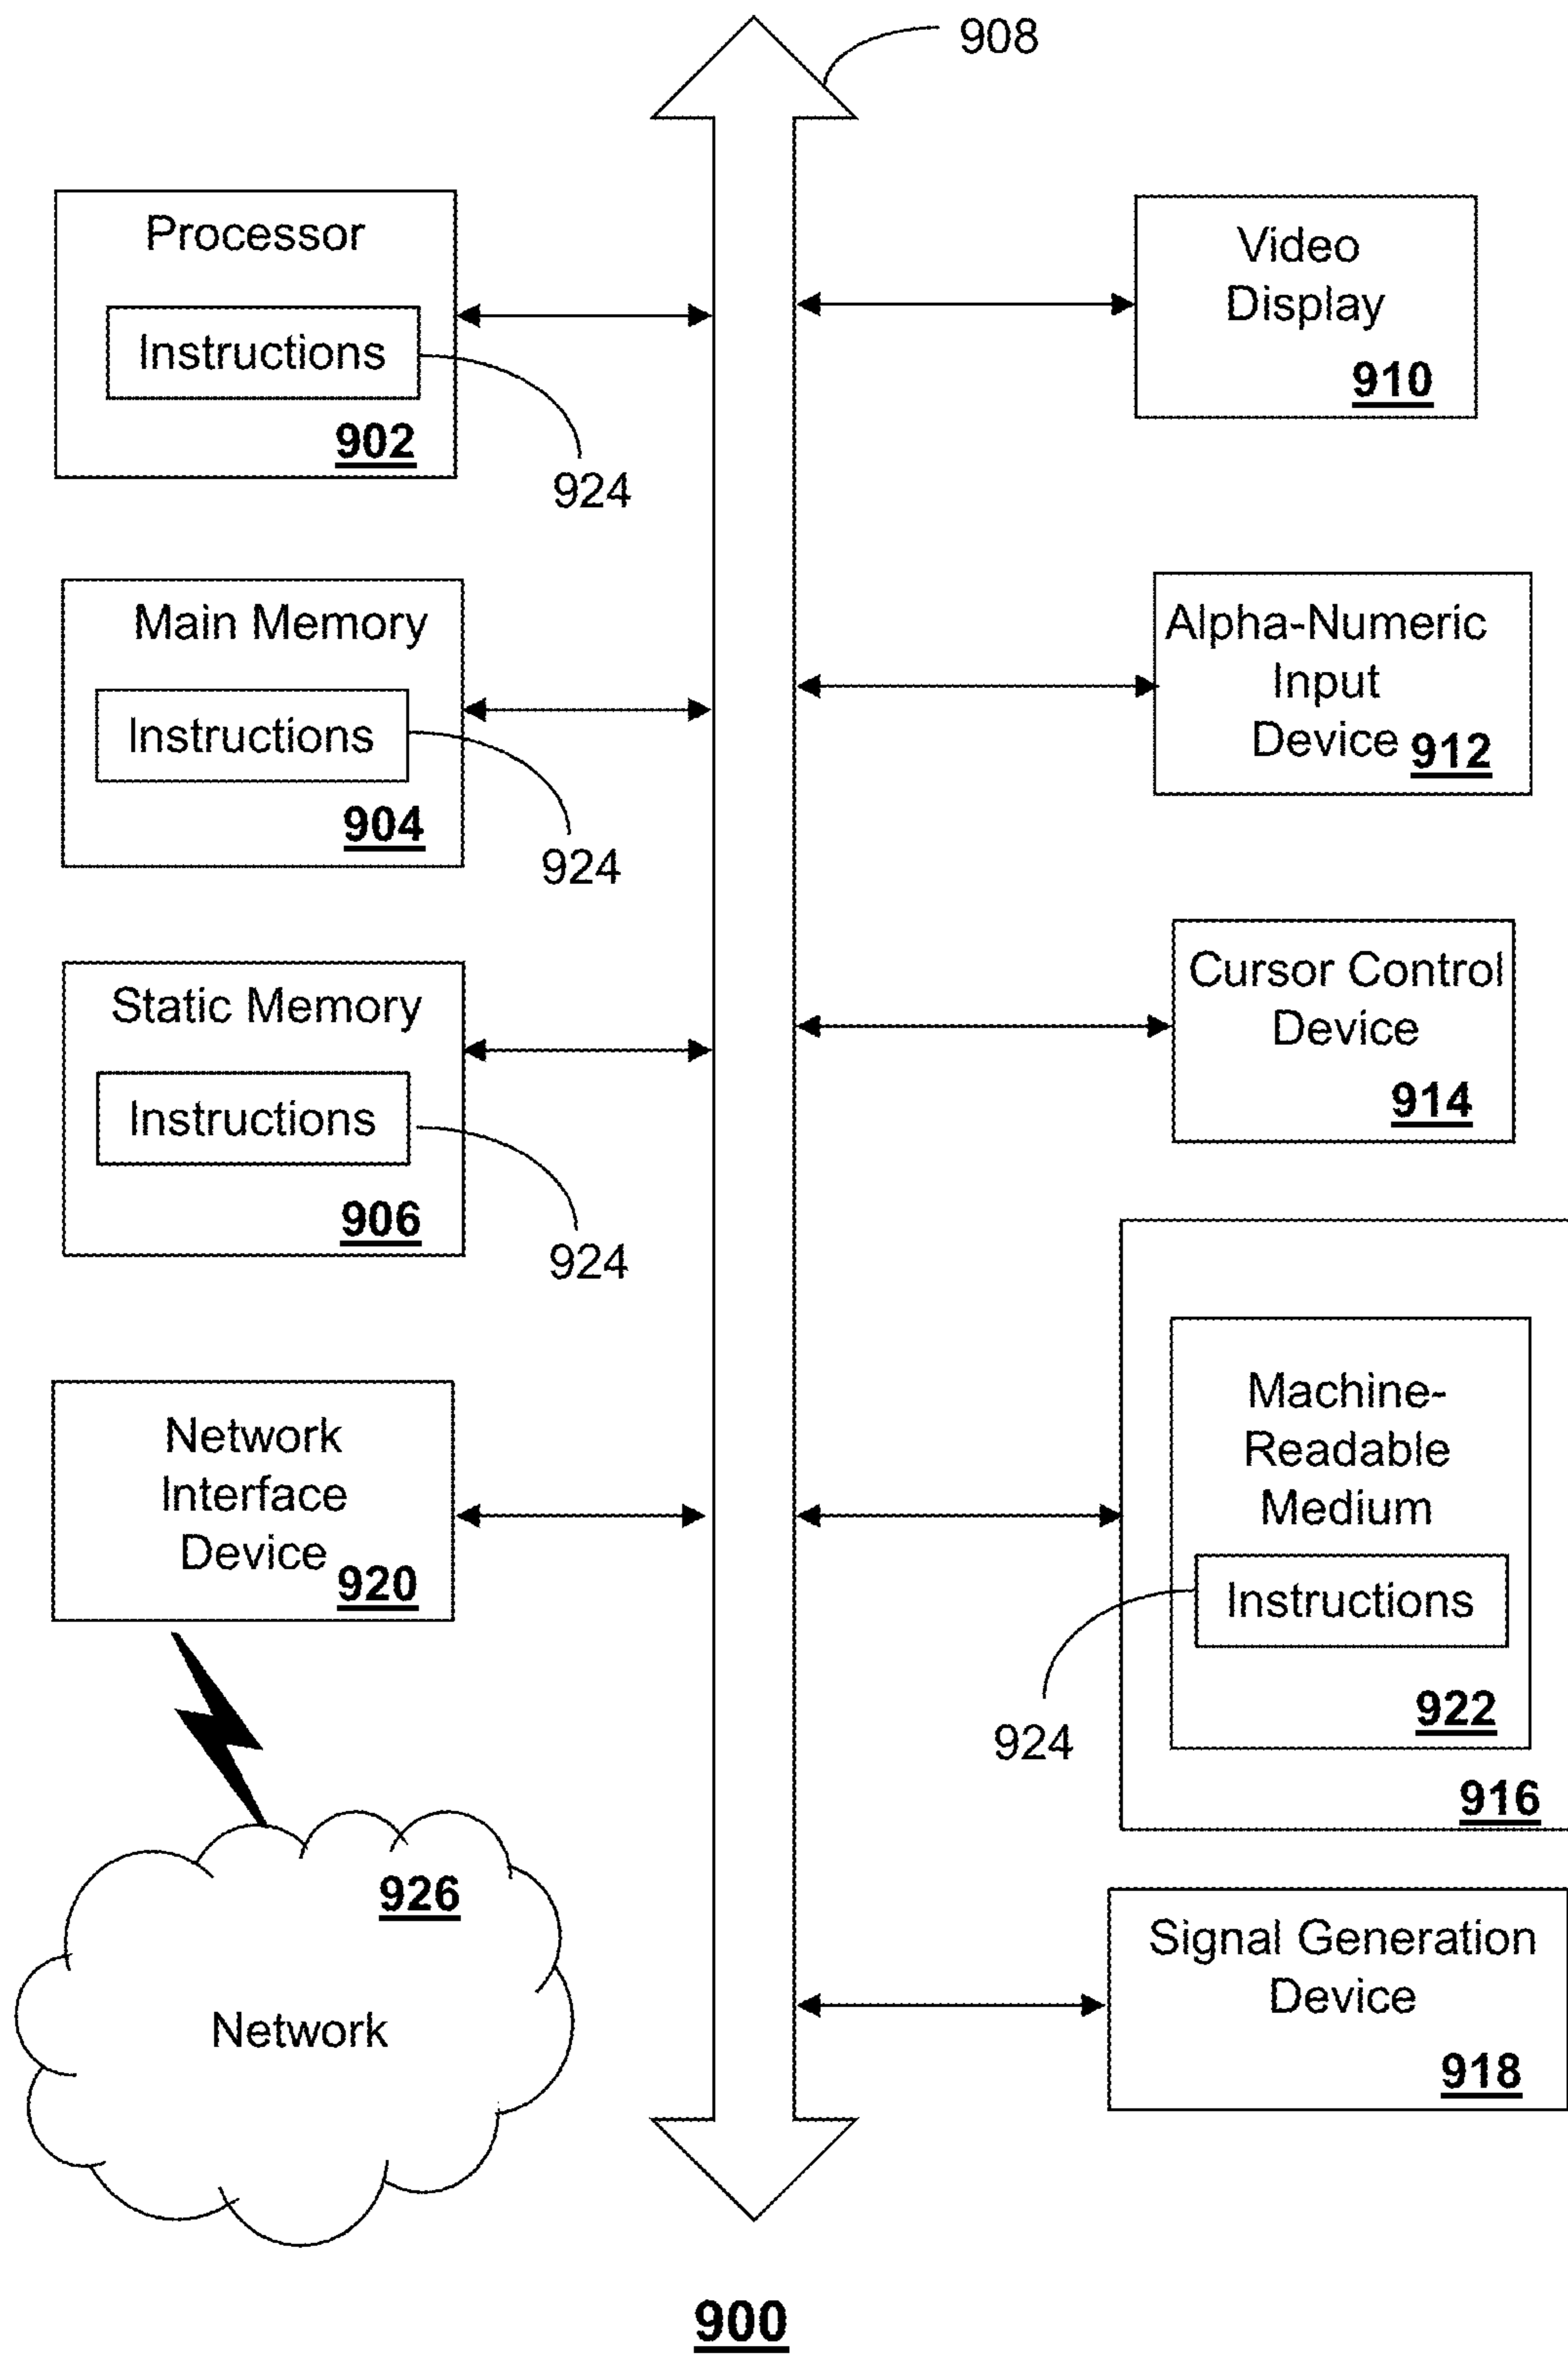 908
Processor
Instructions
902
924
Video
Display
910
Main Memory
Instructions
904
924
Alpha-Numeric
Input
Device 912
Static Memory
Instructions
906
924
Cursor Control
Device
914
Network
Interface
Device 920
Machine-
Readable
Medium
Instructions
922
924
916
926
Network
Signal Generation
Device
918
900